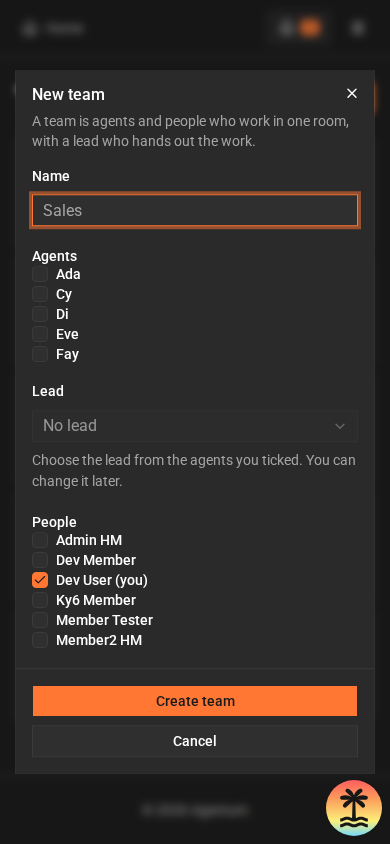 Home
New team
A team is agents and people who work in one room,
with a lead who hands out the work.
Name
Sales
Agents
Ada
Cy
Di
Eve
Fay
Lead
No lead
Choose the lead from the agents you ticked. You can
change it later.
People
Admin HM
Dev Member
Dev User (you)
Ky6 Member
Member Tester
Member2 HM
Create team
Cancel